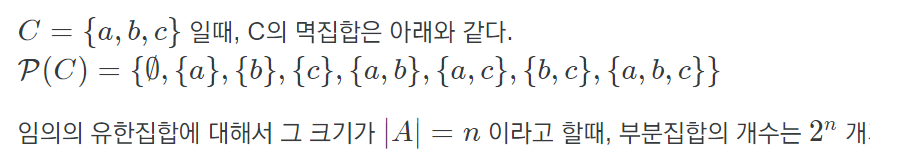 C = {a, b, c} 일때, C의 멱집합은 아래와 같다.
𝒫(C) = {∅, {a}, {b}, {c}, {a, b}, {a, c}, {b, c}, {a, b, c}}
임의의 유한집합에 대해서 그 크기가 |A| = n 이라고 할때, 부분집합의 개수는 2ⁿ 개